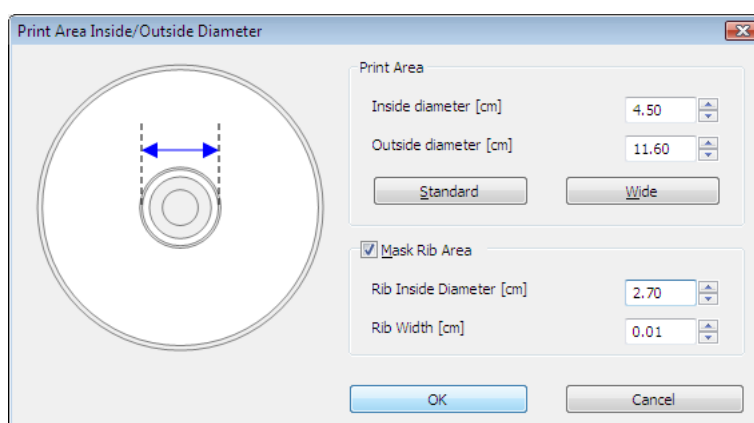 Print Area Inside/Outside Diameter
Print Area
Inside diameter [cm]
4.50
Outside diameter [cm]
11.60
Standard
Wide
Mask Rib Area
Rib Inside Diameter [cm]
2.70
Rib Width [cm]
0.01
OK
Cancel